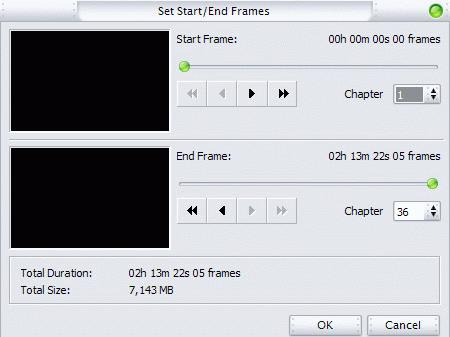 Set Start/End Frames
Start Frame: 00h 00m 00s 00 frames
Chapter 1
End Frame: 02h 13m 22s 05 frames
Chapter 36
Total Duration: 02h 13m 22s 05 frames
Total Size: 7,143 MB
OK Cancel